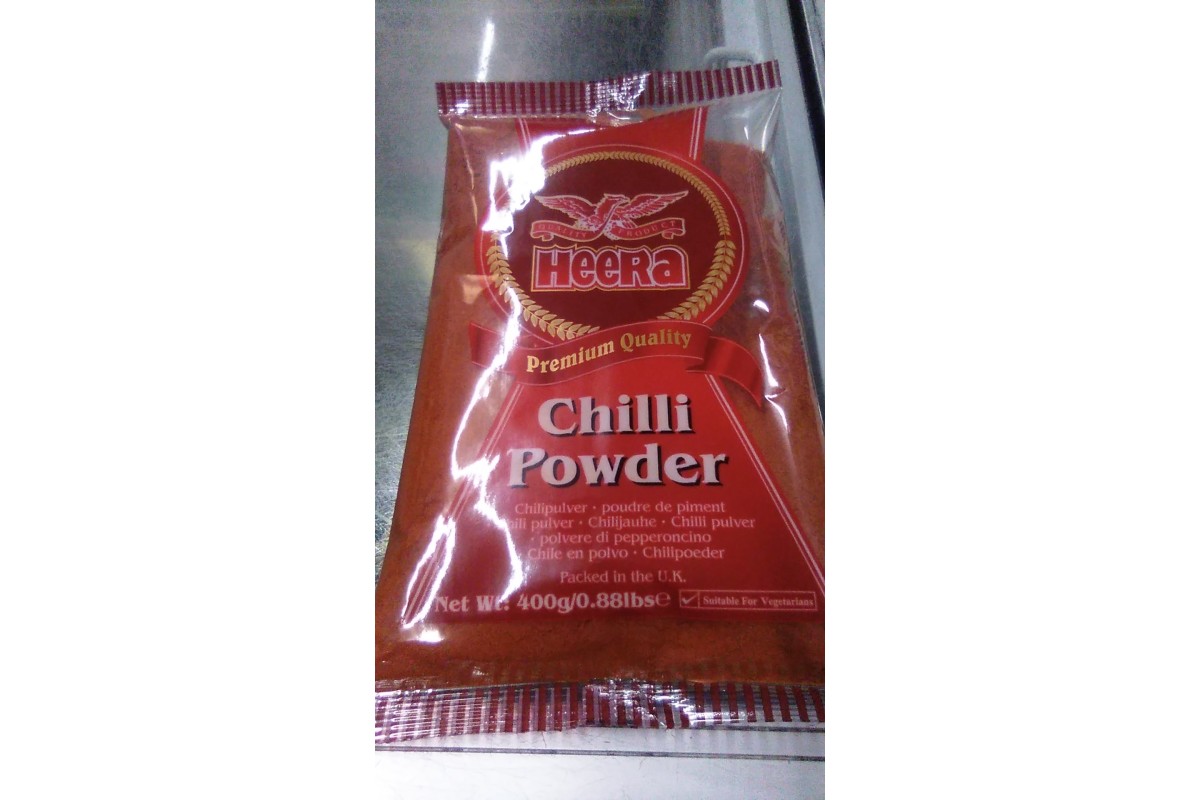 QUALITY PRODUCT
HeeRa
Premium Quality
Chilli
Powder
Chilipulver · poudre de piment
pulver · Chilijauhe · Chilli pulver
· polvere di pepperoncino
Chile en polvo · Chilipoeder
Packed in the U.K.
Net Wt: 400g/0.88lbs℮
Suitable For Vegetarians